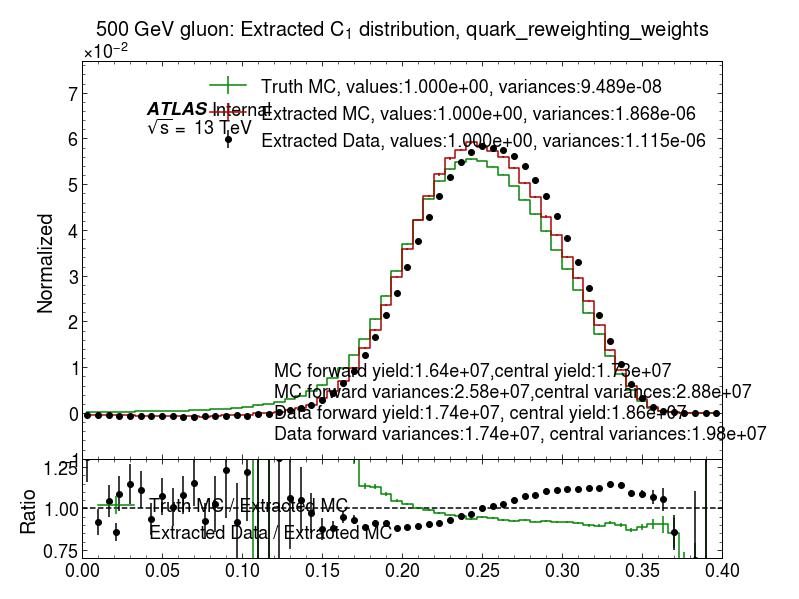 500 GeV gluon: Extracted C₁ distribution, quark_reweighting_weights
×10⁻²
Truth MC, values:1.000e+00, variances:9.489e-08
ATLAS Internal
Extracted MC, values:1.000e+00, variances:1.868e-06
√s = 13 TeV
Extracted Data, values:1.000e+00, variances:1.115e-06
7
6
5
4
3
2
1
0
Normalized
MC forward yield:1.64e+07,central yield:1.73e+07
MC forward variances:2.58e+07,central variances:2.88e+07
Data forward yield:1.74e+07, central yield:1.86e+07
Data forward variances:1.74e+07, central variances:1.98e+07
1.25
1.00
0.75
Ratio
Truth MC / Extracted MC
Extracted Data / Extracted MC
0.00 0.05 0.10 0.15 0.20 0.25 0.30 0.35 0.40